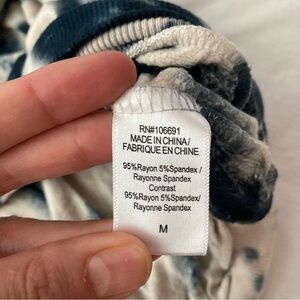 RN#106691
MADE IN CHINA/
FABRIQUE EN CHINE
95%Rayon 5%Spandex /
Rayonne Spandex
Contrast
95%Rayon 5%Spandex/
Rayonne Spandex
M